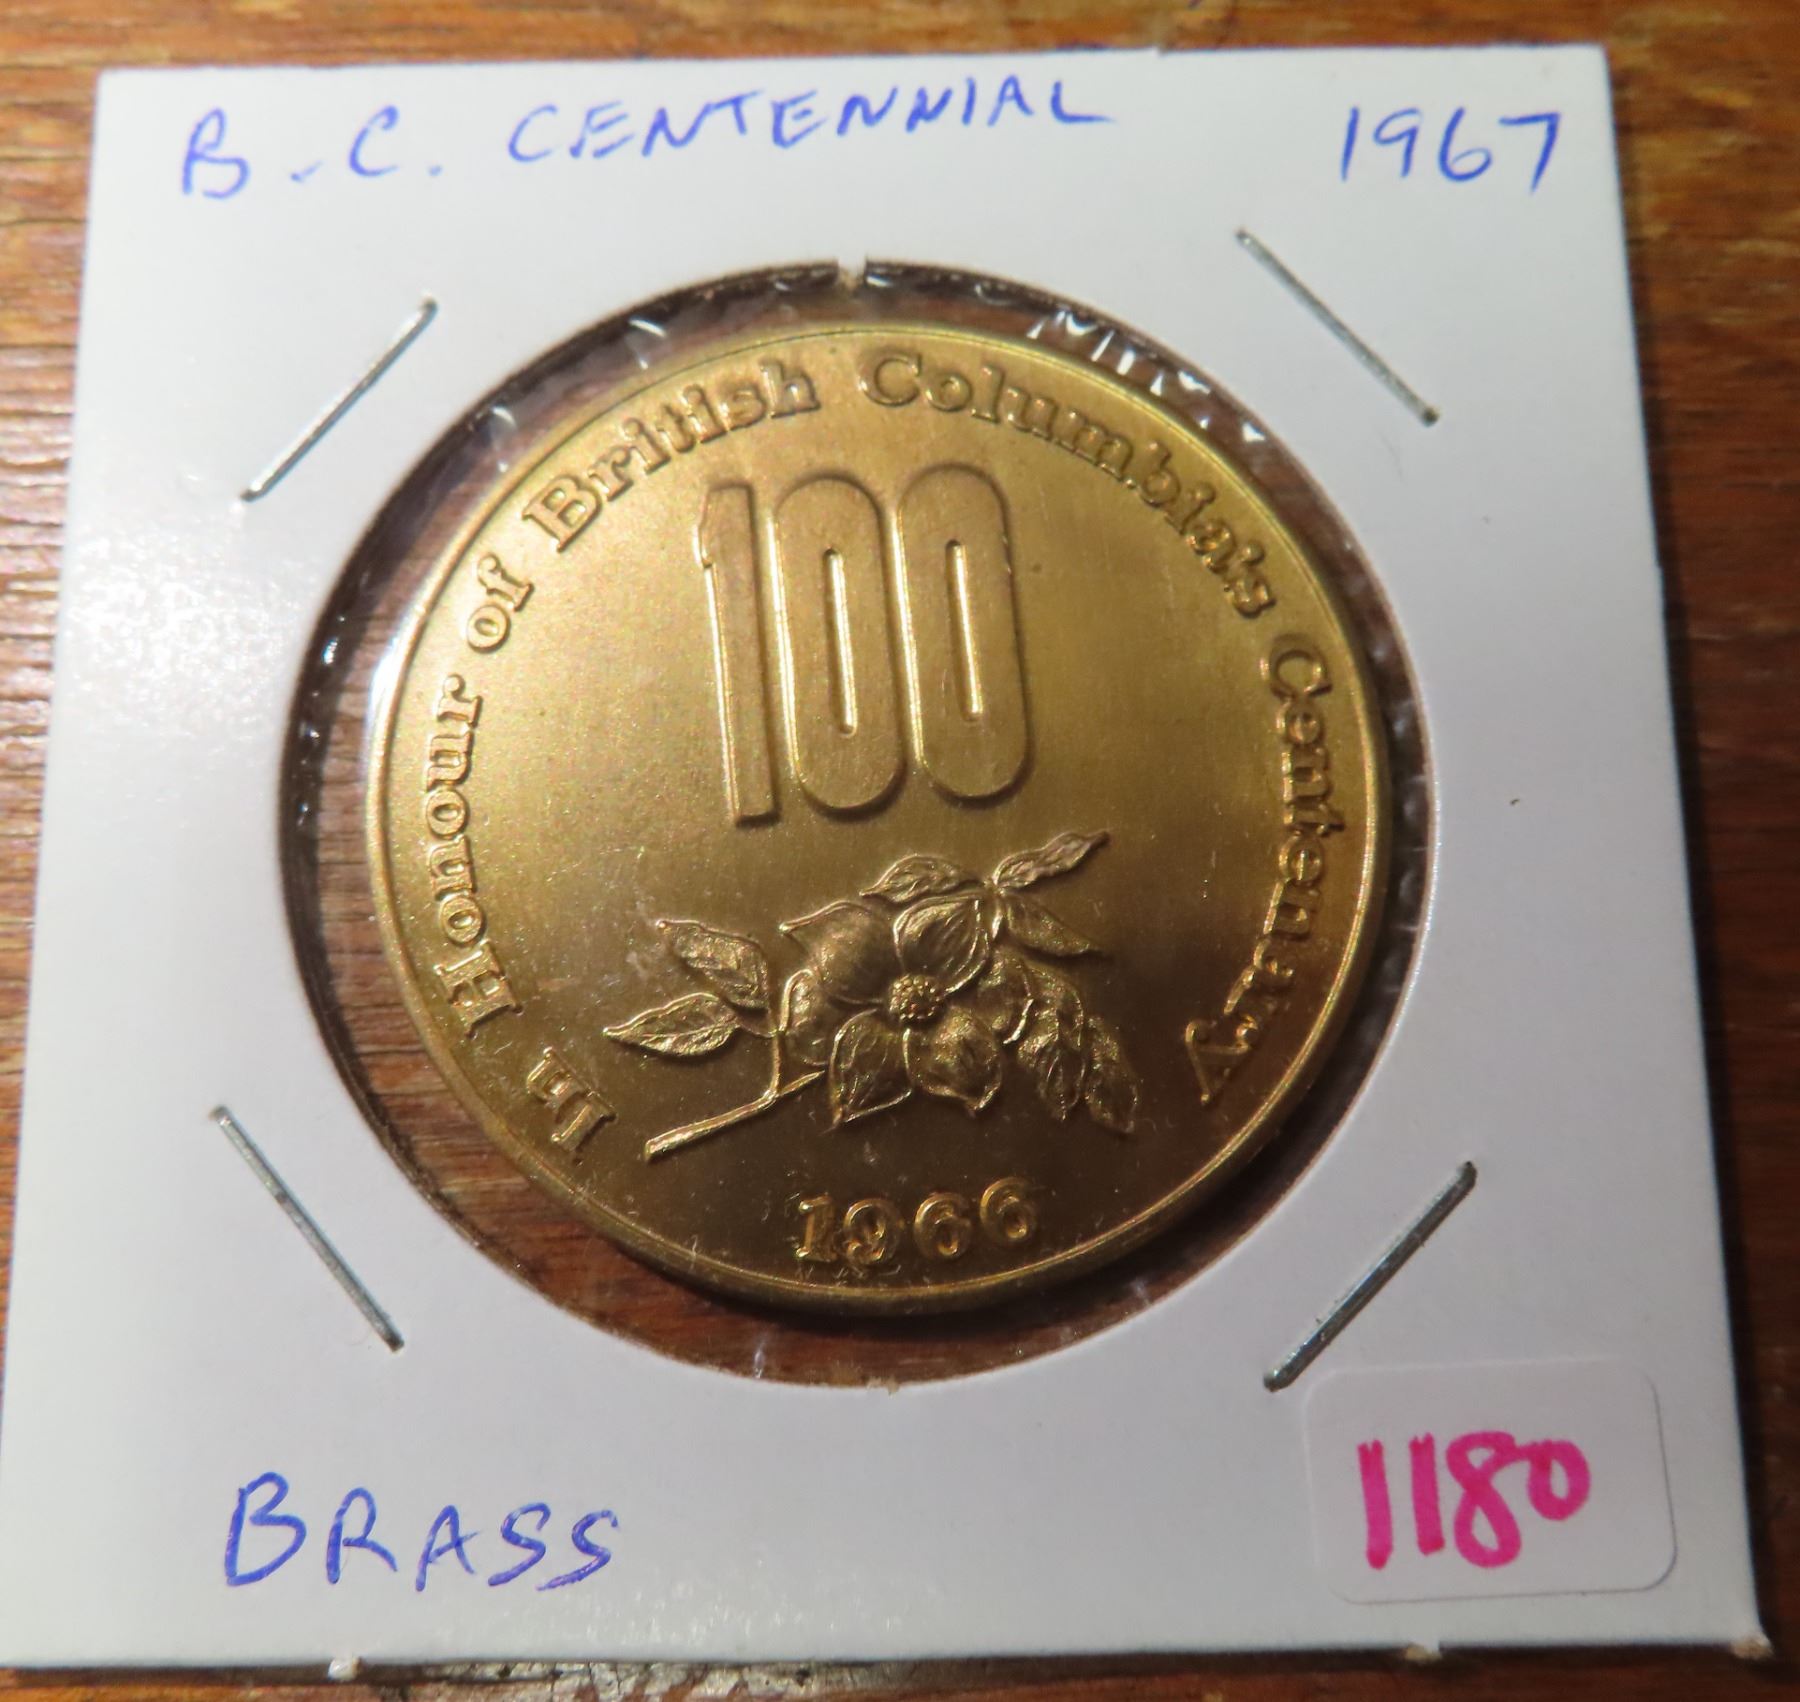 B.C. CENTENNIAL 1967
In Honour of British Columbia's Centenary
100
1966
BRASS
1180